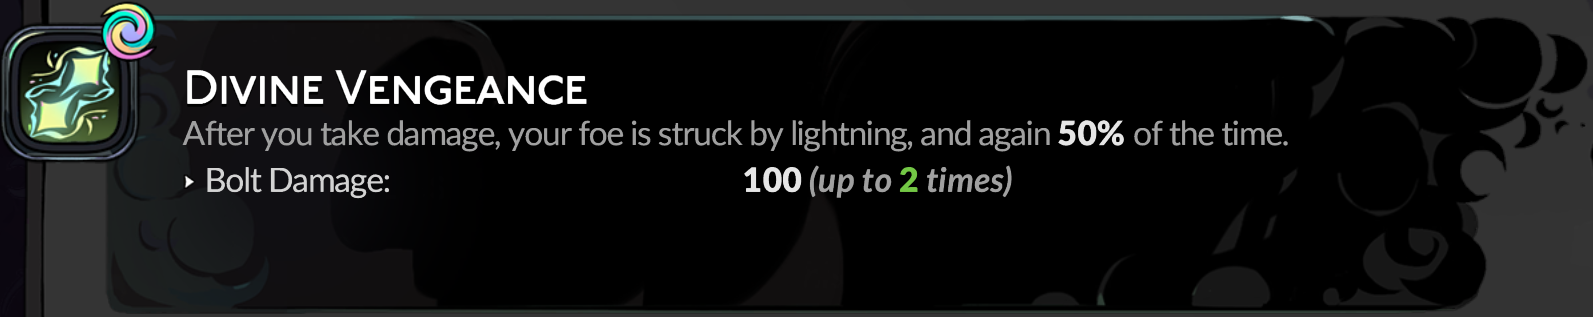 Divine Vengeance
After you take damage, your foe is struck by lightning, and again 50% of the time.
▸ Bolt Damage: 100 (up to 2 times)